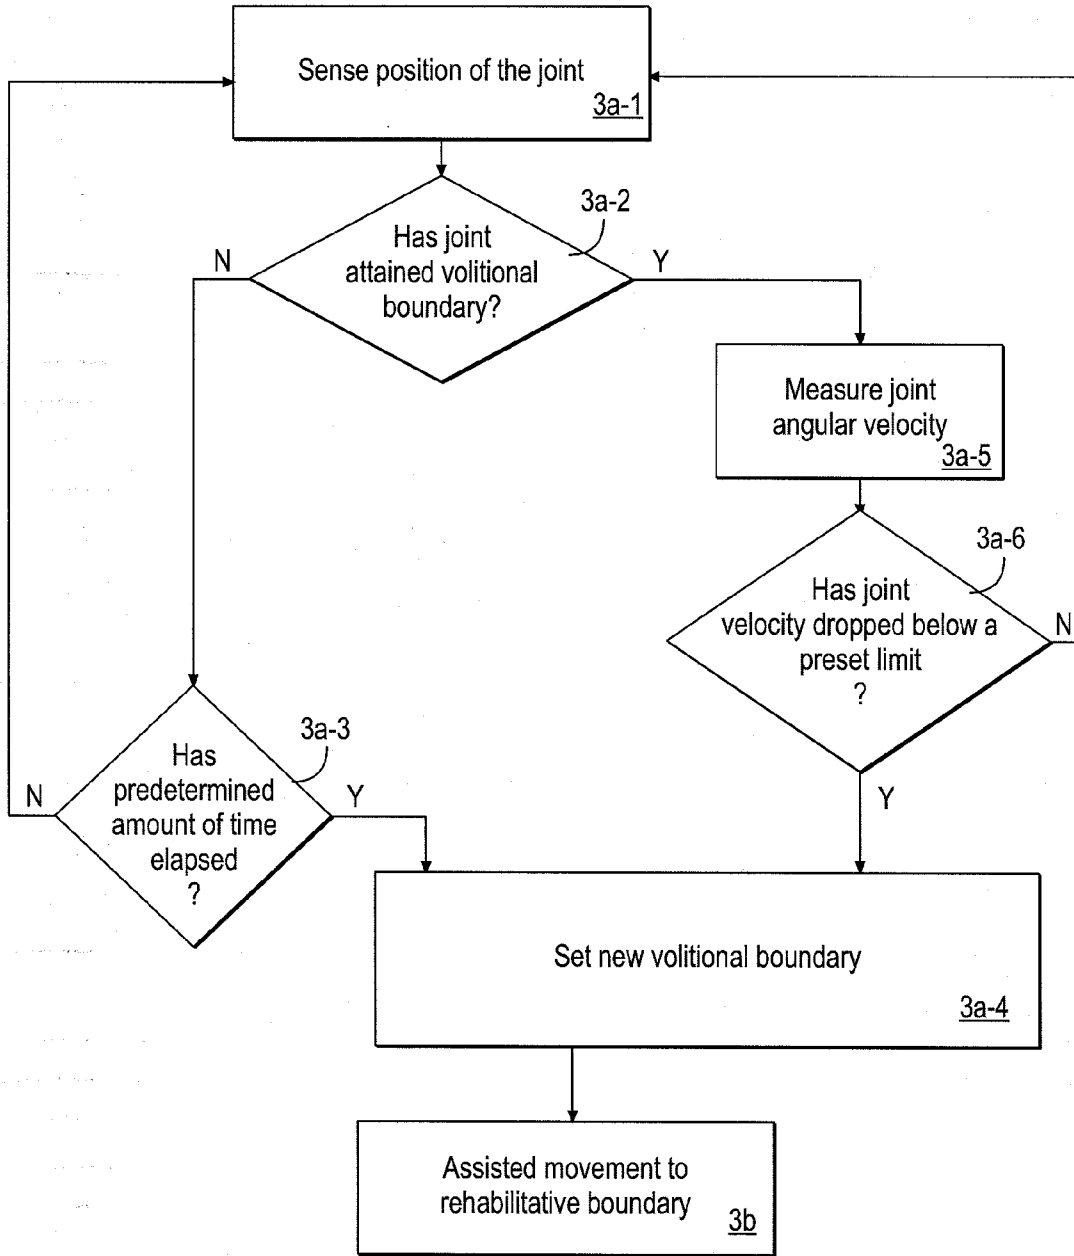 Sense position of the joint
3a-1
3a-2
Has joint
attained volitional
boundary?
N
Y
Measure joint
angular velocity
3a-5
3a-6
Has joint
velocity dropped below a
preset limit
?
N
Y
3a-3
Has
predetermined
amount of time
elapsed
?
N
Y
Set new volitional boundary
3a-4
Assisted movement to
rehabilitative boundary
3b